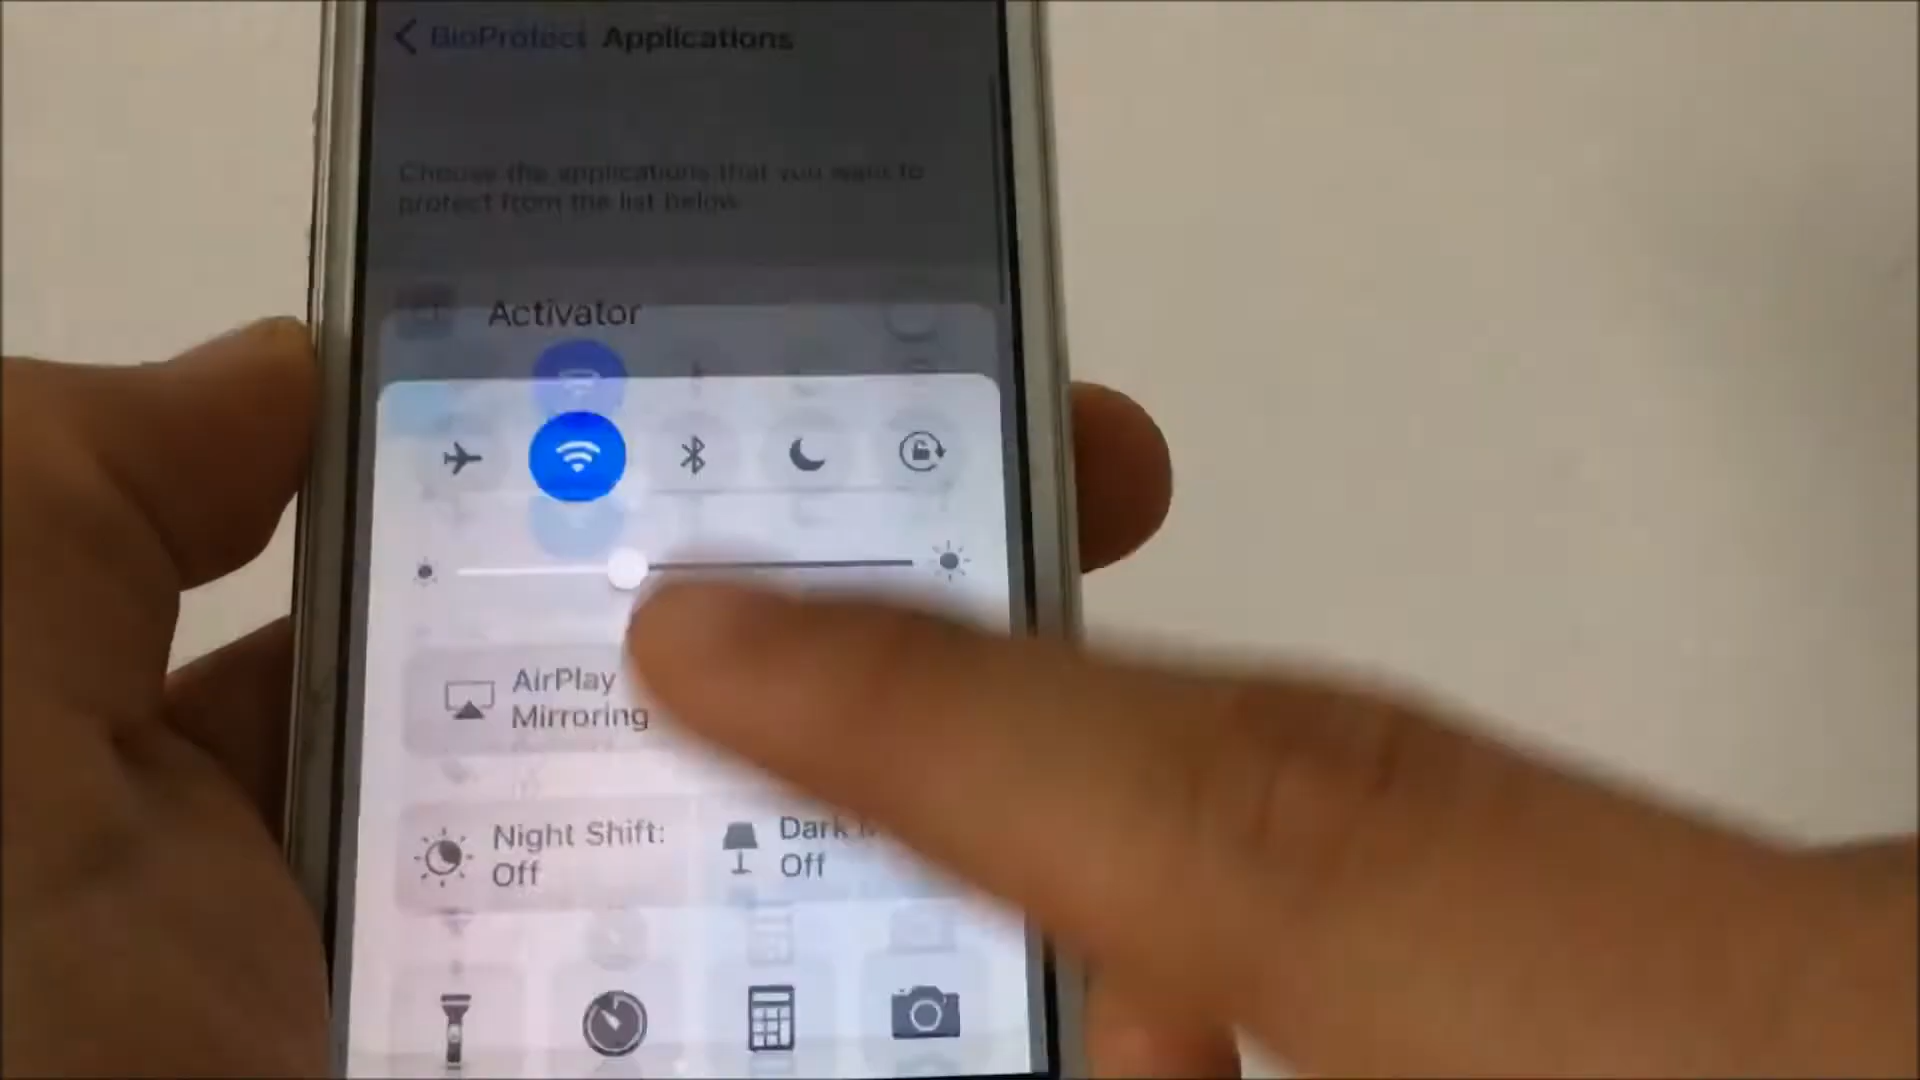 BioProtect Applications
Choose the applications that you want to
protect from the list below
Activator
AirPlay
Mirroring
Night Shift:
Off
Dark
Off